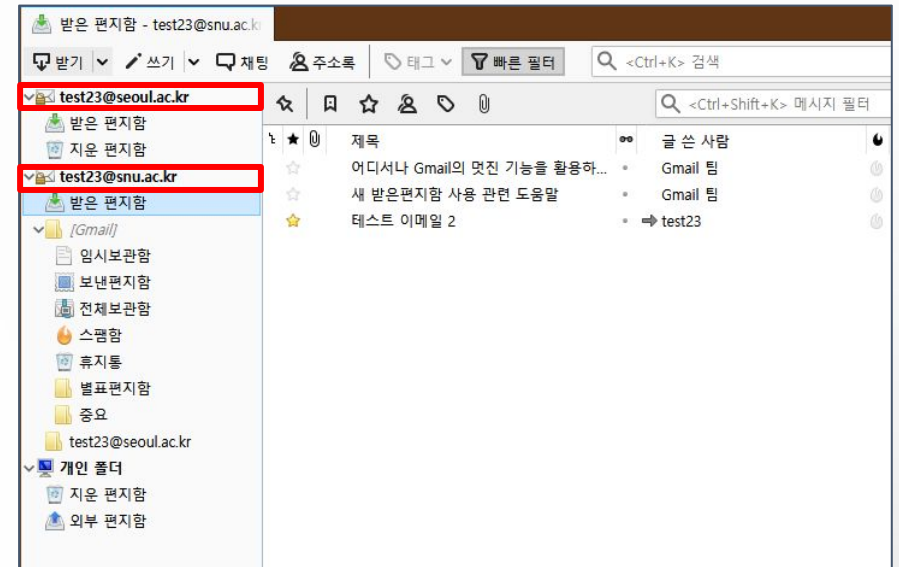 받은 편지함 - test23@snu.ac.k
받기 쓰기 채팅 주소록 태그 빠른 필터 <Ctrl+K> 검색
test23@seoul.ac.kr
<Ctrl+Shift+K> 메시지 필터
받은 편지함
지운 편지함
test23@snu.ac.kr
받은 편지함
[Gmail]
임시보관함
보낸편지함
전체보관함
스팸함
휴지통
별표편지함
중요
test23@seoul.ac.kr
개인 폴더
지운 편지함
외부 편지함
제목 글 쓴 사람
어디서나 Gmail의 멋진 기능을 활용하... Gmail 팀
새 받은편지함 사용 관련 도움말 Gmail 팀
테스트 이메일 2 test23